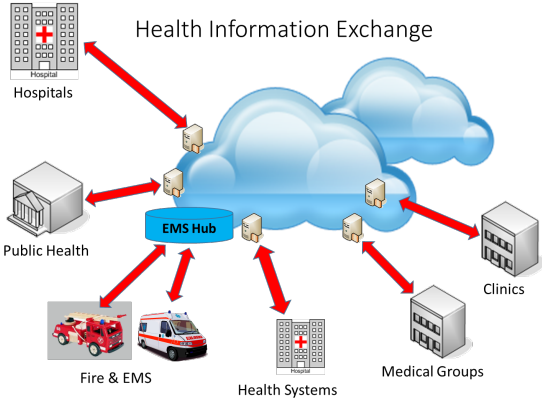 Health Information Exchange
Hospital
Hospitals
Public Health
EMS Hub
Fire & EMS
Hospital
Health Systems
Medical Groups
Clinics